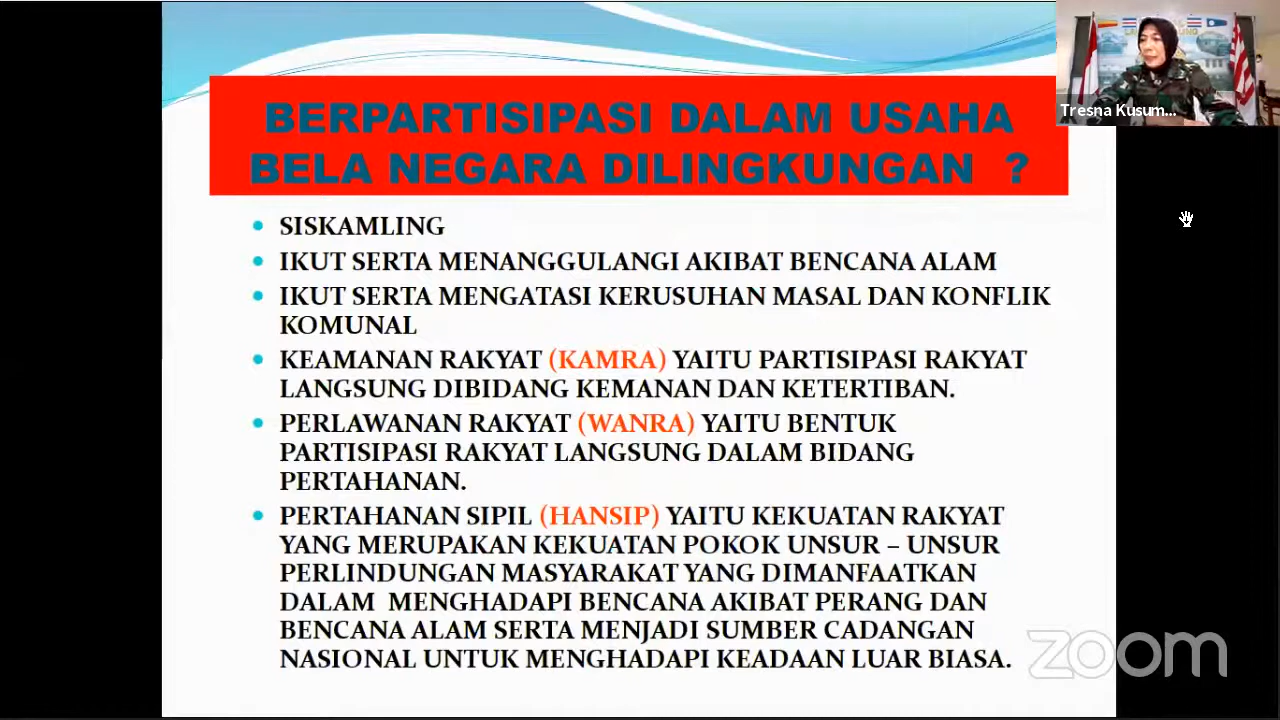 BERPARTISIPASI DALAM USAHA
BELA NEGARA DILINGKUNGAN ?
Tresna Kusum...
• SISKAMLING
• IKUT SERTA MENANGGULANGI AKIBAT BENCANA ALAM
• IKUT SERTA MENGATASI KERUSUHAN MASAL DAN KONFLIK
KOMUNAL
• KEAMANAN RAKYAT (KAMRA) YAITU PARTISIPASI RAKYAT
LANGSUNG DIBIDANG KEMANAN DAN KETERTIBAN.
• PERLAWANAN RAKYAT (WANRA) YAITU BENTUK
PARTISIPASI RAKYAT LANGSUNG DALAM BIDANG
PERTAHANAN.
• PERTAHANAN SIPIL (HANSIP) YAITU KEKUATAN RAKYAT
YANG MERUPAKAN KEKUATAN POKOK UNSUR – UNSUR
PERLINDUNGAN MASYARAKAT YANG DIMANFAATKAN
DALAM MENGHADAPI BENCANA AKIBAT PERANG DAN
BENCANA ALAM SERTA MENJADI SUMBER CADANGAN
NASIONAL UNTUK MENGHADAPI KEADAAN LUAR BIASA.
zoom